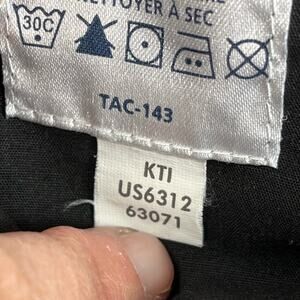 NETTOYER À SEC
30C
TAC-143
KTI
US6312
63071